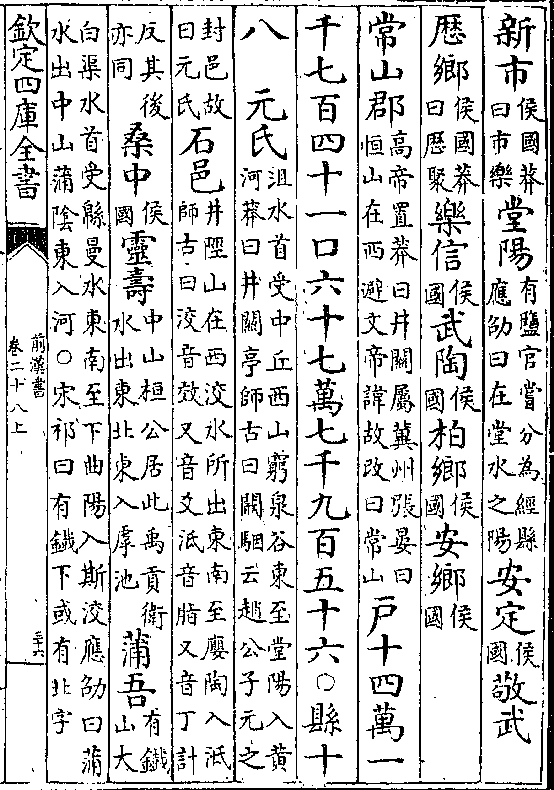 新市侯國莽曰市樂堂陽有鹽官嘗分為經縣應劭曰在堂水之陽安定侯國敬武
歴鄉侯國莽曰歴聚樂信侯國武陶侯國柏鄉侯國安鄉侯國
常山郡高帝置莽曰井關屬冀州張晏曰恒山在西避文帝諱故改曰常山戸十四萬一
千七百四十一口六十七萬七千九百五十六○縣十
八 元氏沮水首受中丘西山窮泉谷東至堂陽入黄河莽曰井關亭師古曰闞駰云趙公子元之
封邑故曰元氏石邑井陘山在西洨水所出東南至廮陶入泜師古曰洨音效又音爻泜音脂又音丁計
反其後亦同桑中侯國靈壽中山桓公居此禹貢衛水出東北東入虖池蒲吾有鐵山大
白渠水首受緜曼水東南至下曲陽入斯洨應劭曰蒲水出中山蒲陰東入河○宋祁曰有鐵下或有北字
欽定四庫全書
前漢書
卷二十八上
三十六